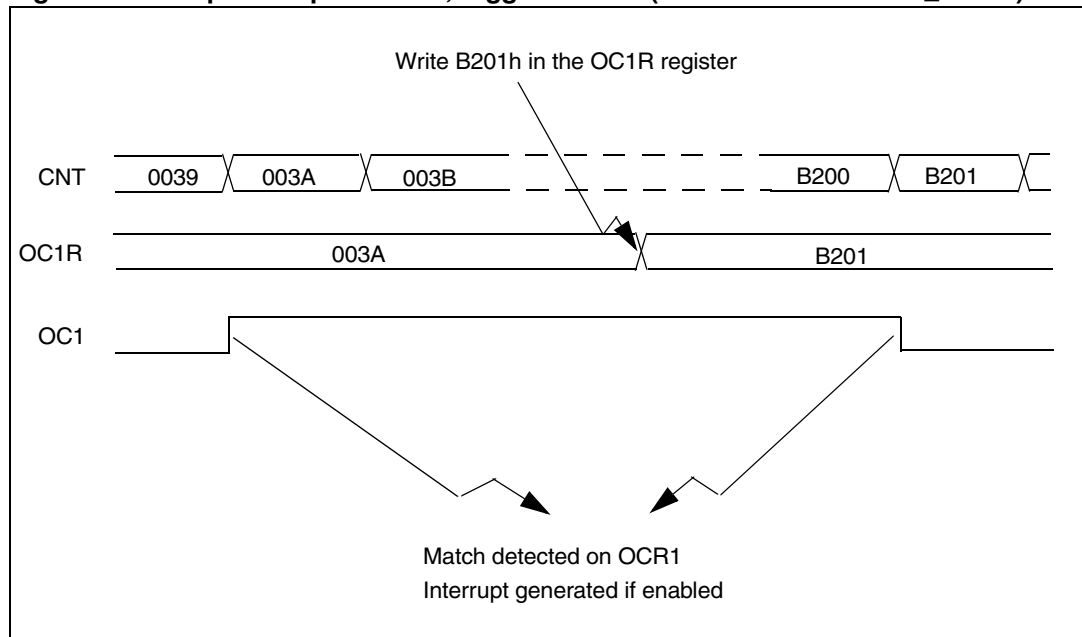 Write B201h in the OC1R register
CNT 0039 003A 003B B200 B201
OC1R 003A B201
OC1
Match detected on OCR1
Interrupt generated if enabled